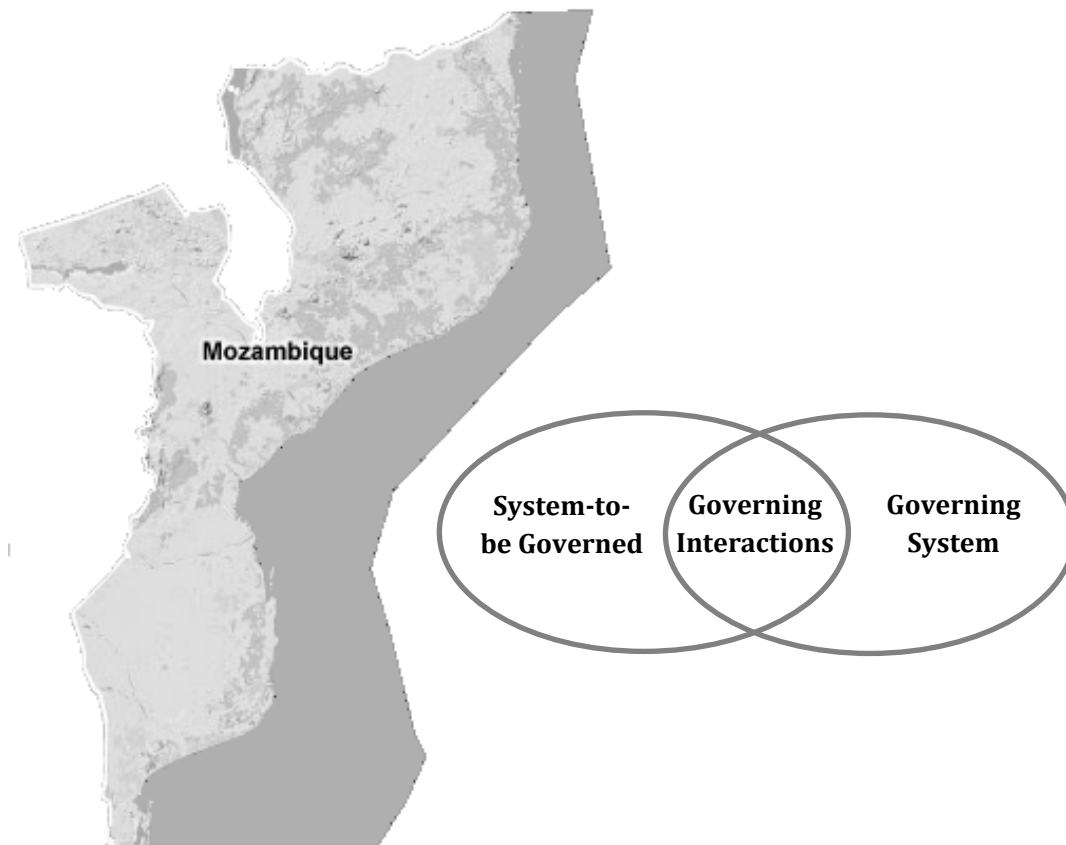 Mozambique
System-to-
be Governed
Governing
Interactions
Governing
System